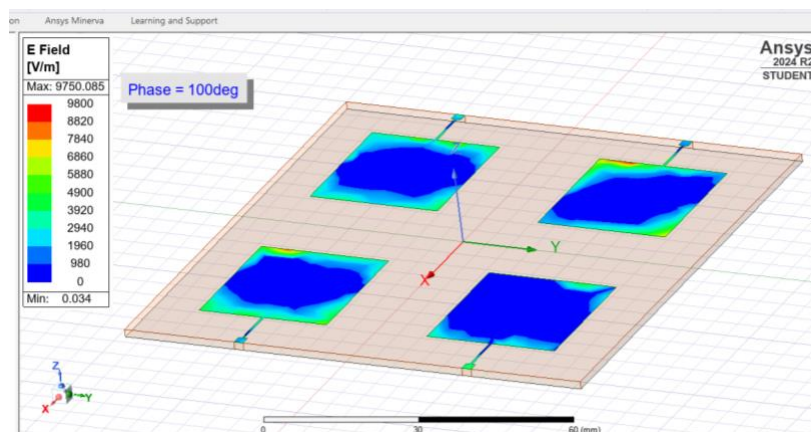 on Ansys Minerva Learning and Support
E Field
[V/m]
Max: 9750.085
9800
8820
7840
6860
5880
4900
3920
2940
1960
980
0
Min: 0.034
Phase = 100deg
Ansys
2024 R2
STUDENT
Y
X
Z
Y
X
0 30 60 (mm)